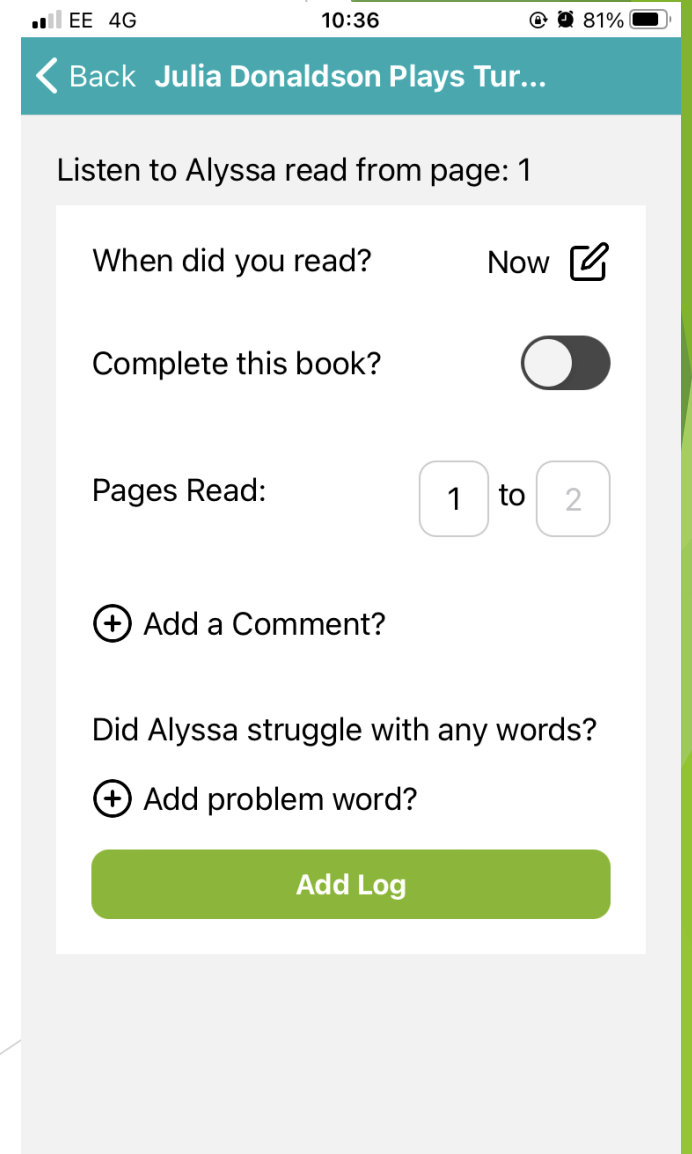 EE 4G 10:36 81%
Back Julia Donaldson Plays Tur...
Listen to Alyssa read from page: 1
When did you read? Now
Complete this book?
Pages Read: 1 to 2
Add a Comment?
Did Alyssa struggle with any words?
Add problem word?
Add Log